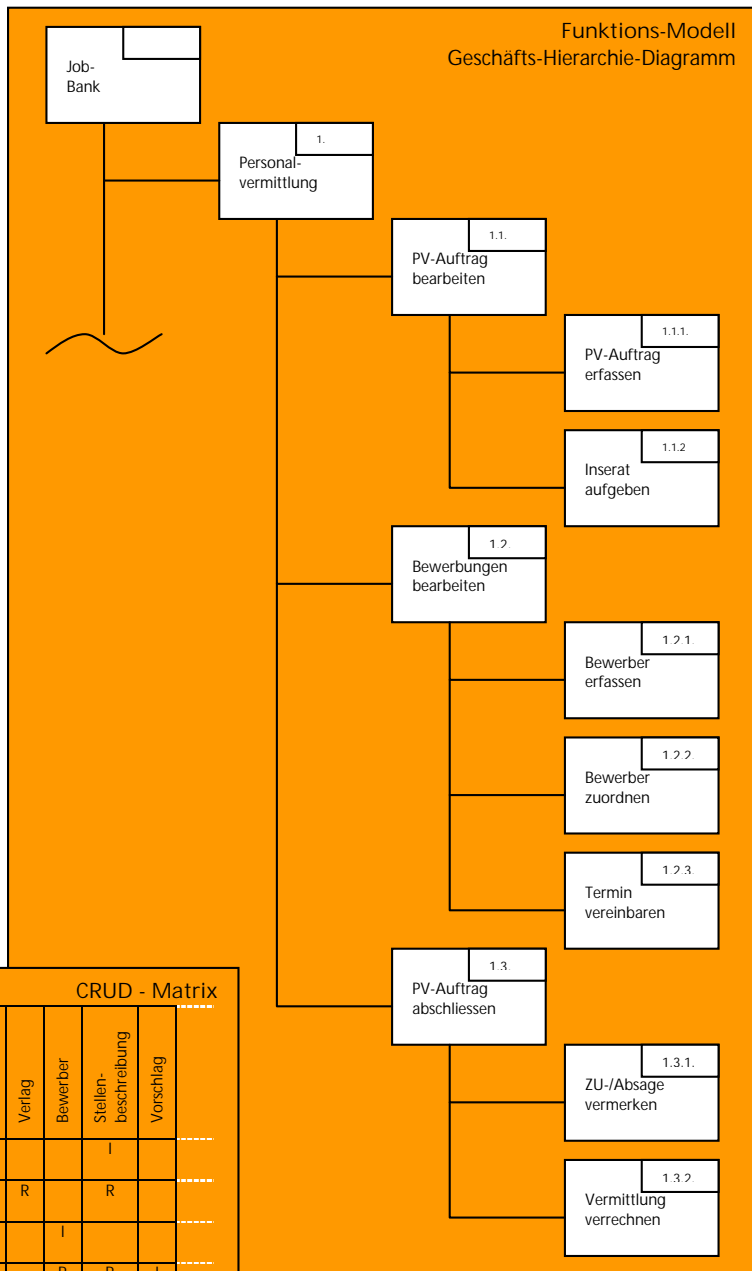 Funktions-Modell
Geschäfts-Hierarchie-Diagramm
Job-
Bank
1.
Personal-
vermittlung
1.1.
PV-Auftrag
bearbeiten
1.1.1.
PV-Auftrag
erfassen
1.1.2
Inserat
aufgeben
1.2.
Bewerbungen
bearbeiten
1.2.1.
Bewerber
erfassen
1.2.2.
Bewerber
zuordnen
1.2.3.
Termin
vereinbaren
1.3.
PV-Auftrag
abschliessen
1.3.1.
ZU-/Absage
vermerken
1.3.2.
Vermittlung
verrechnen
CRUD - Matrix
Verlag
Bewerber
Stellen-
beschreibung
Vorschlag
I
R R
I